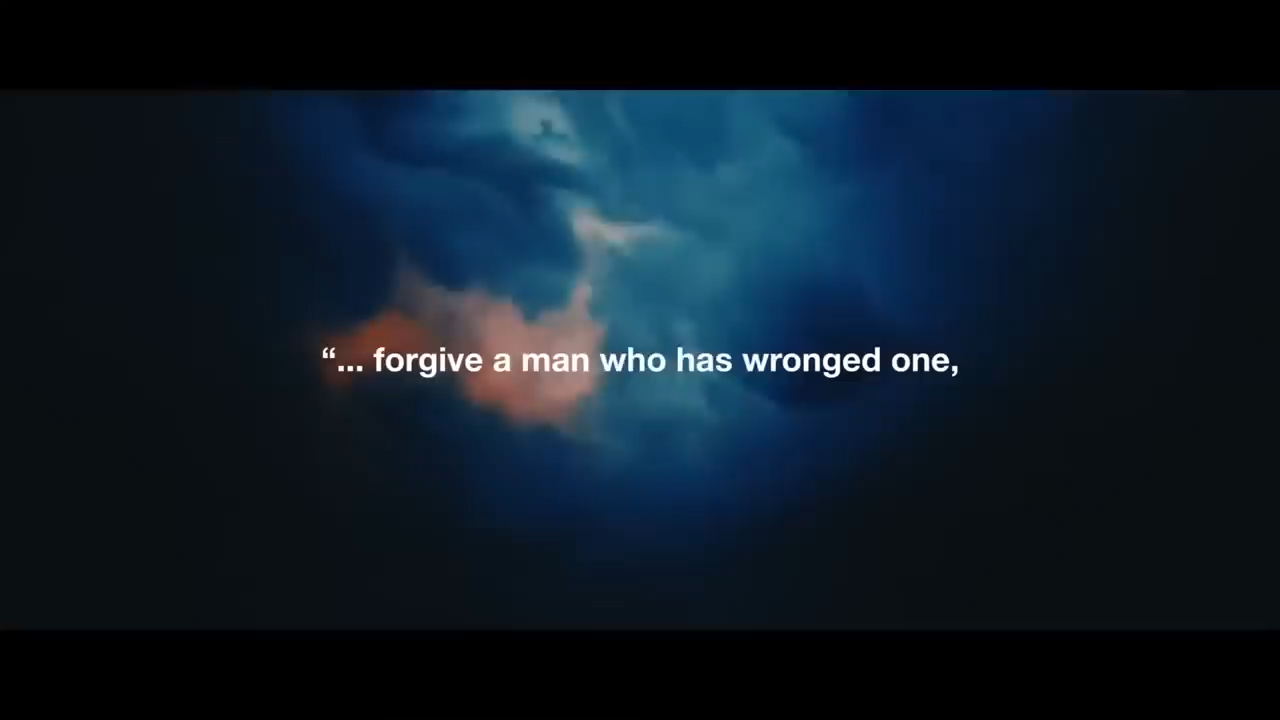 “... forgive a man who has wronged one,